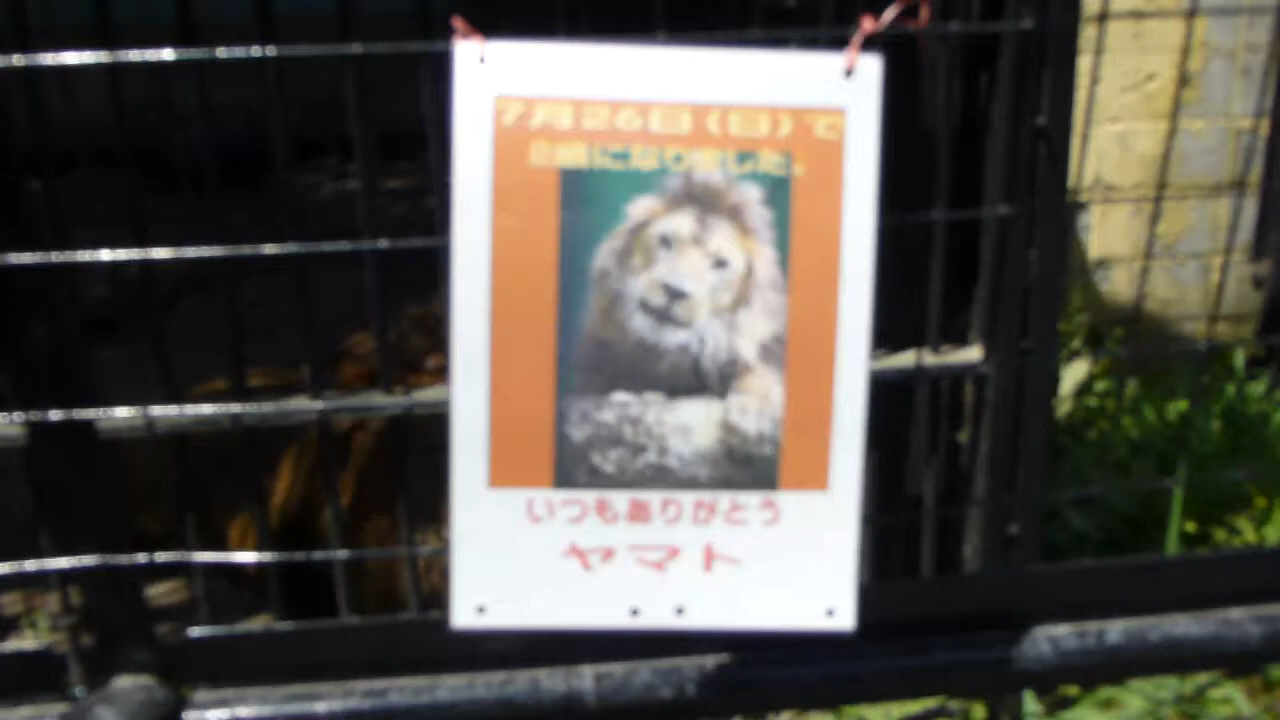 7月26日(日)で
歳になりました。
いつもありがとう
ヤマト